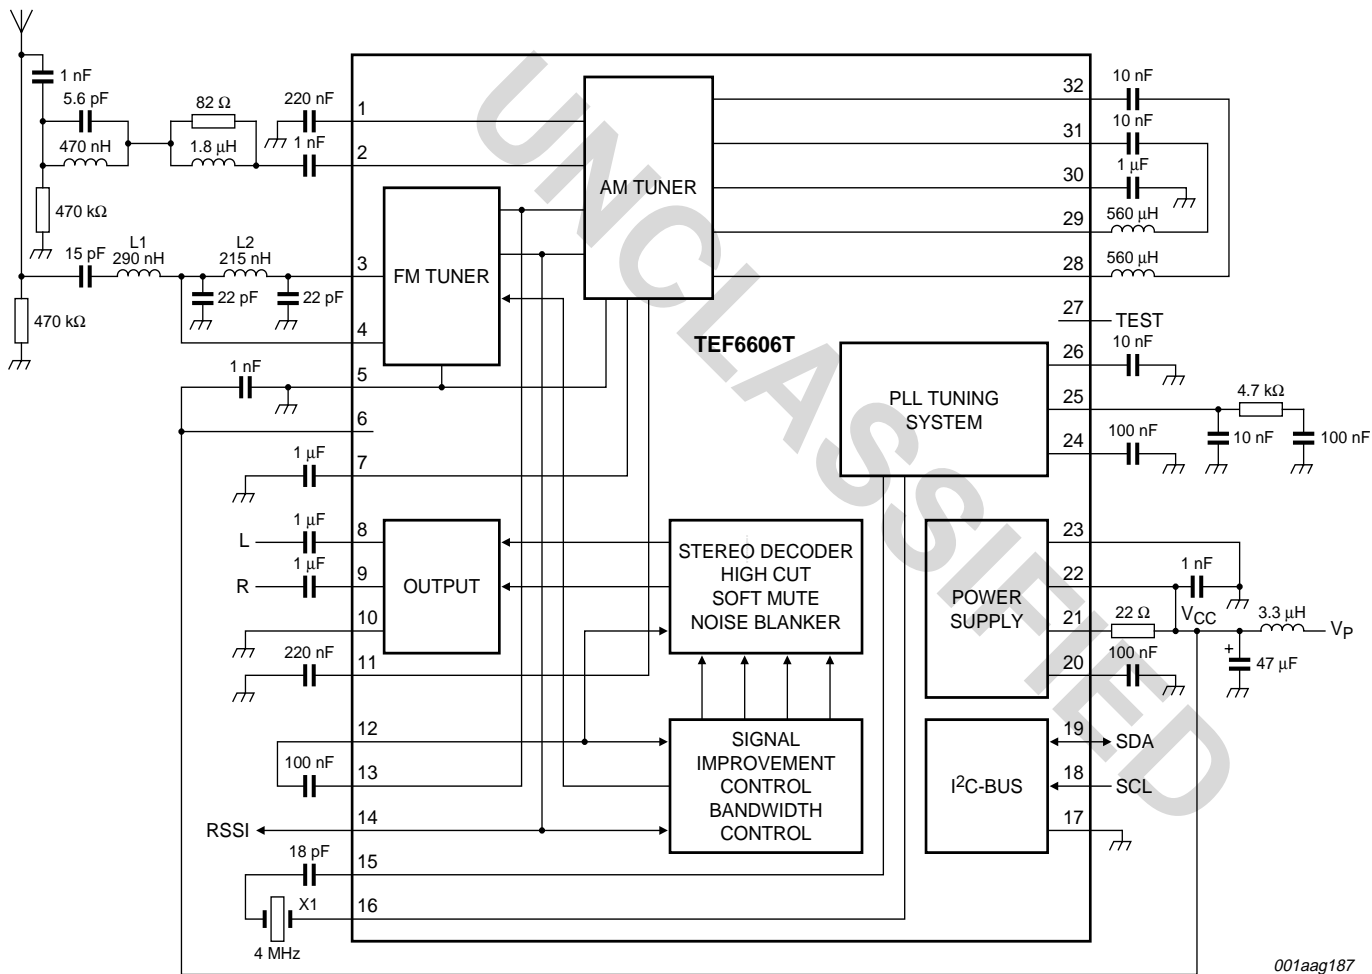 1 nF
5.6 pF
82 Ω
220 nF
470 nH
1.8 μH
1 nF
470 kΩ
15 pF
L1
290 nH
L2
215 nH
22 pF
22 pF
470 kΩ
1 nF
1 μF
L
1 μF
R
1 μF
220 nF
100 nF
RSSI
18 pF
X1
4 MHz
1
2
3
4
5
6
7
8
9
10
11
12
13
14
15
16
AM TUNER
FM TUNER
TEF6606T
PLL TUNING
SYSTEM
OUTPUT
STEREO DECODER
HIGH CUT
SOFT MUTE
NOISE BLANKER
SIGNAL
IMPROVEMENT
CONTROL
BANDWIDTH
CONTROL
POWER
SUPPLY
I2C-BUS
32
31
30
29
28
27
26
25
24
23
22
21
20
19
18
17
10 nF
10 nF
1 μF
560 μH
560 μH
TEST
10 nF
4.7 kΩ
10 nF
100 nF
100 nF
1 nF
22 Ω
VCC
3.3 μH
VP
+
47 μF
100 nF
SDA
SCL
UNCLASSIFIED
001aag187